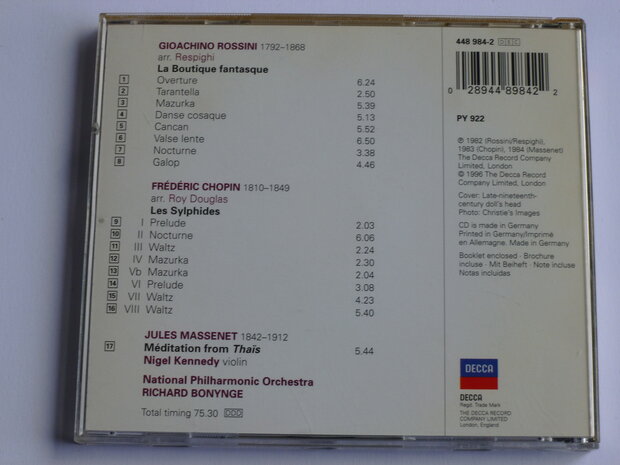 GIOACHINO ROSSINI 1792–1868
arr. Respighi
La Boutique fantasque
1 Overture 6.24
2 Tarantella 2.50
3 Mazurka 5.39
4 Danse cosaque 5.13
5 Cancan 5.52
6 Valse lente 6.50
7 Nocturne 3.38
8 Galop 4.46
FRÉDÉRIC CHOPIN 1810–1849
arr. Roy Douglas
Les Sylphides
9 I Prelude 2.03
10 II Nocturne 6.06
11 III Waltz 2.24
12 IV Mazurka 2.30
13 Vb Mazurka 2.04
14 VI Prelude 3.08
15 VII Waltz 4.23
16 VIII Waltz 5.40
JULES MASSENET 1842–1912
17 Méditation from Thaïs 5.44
Nigel Kennedy violin
National Philharmonic Orchestra
RICHARD BONYNGE
Total timing 75.30 DDD
448 984-2
0 28944 89842 2
PY 922
℗ 1982 (Rossini/Respighi),
1983 (Chopin), 1984 (Massenet)
The Decca Record Company
Limited, London
© 1996 The Decca Record
Company Limited, London
Cover: Late-nineteenth-
century doll's head
Photo: Christie's Images
CD is made in Germany
Printed in Germany/Imprimé
en Allemagne. Made in Germany
Booklet enclosed · Brochure
incluse · Mit Beiheft · Note incluse
Notas incluidas
DECCA
DECCA
Regd. Trade Mark
THE DECCA RECORD
COMPANY LIMITED
London, England